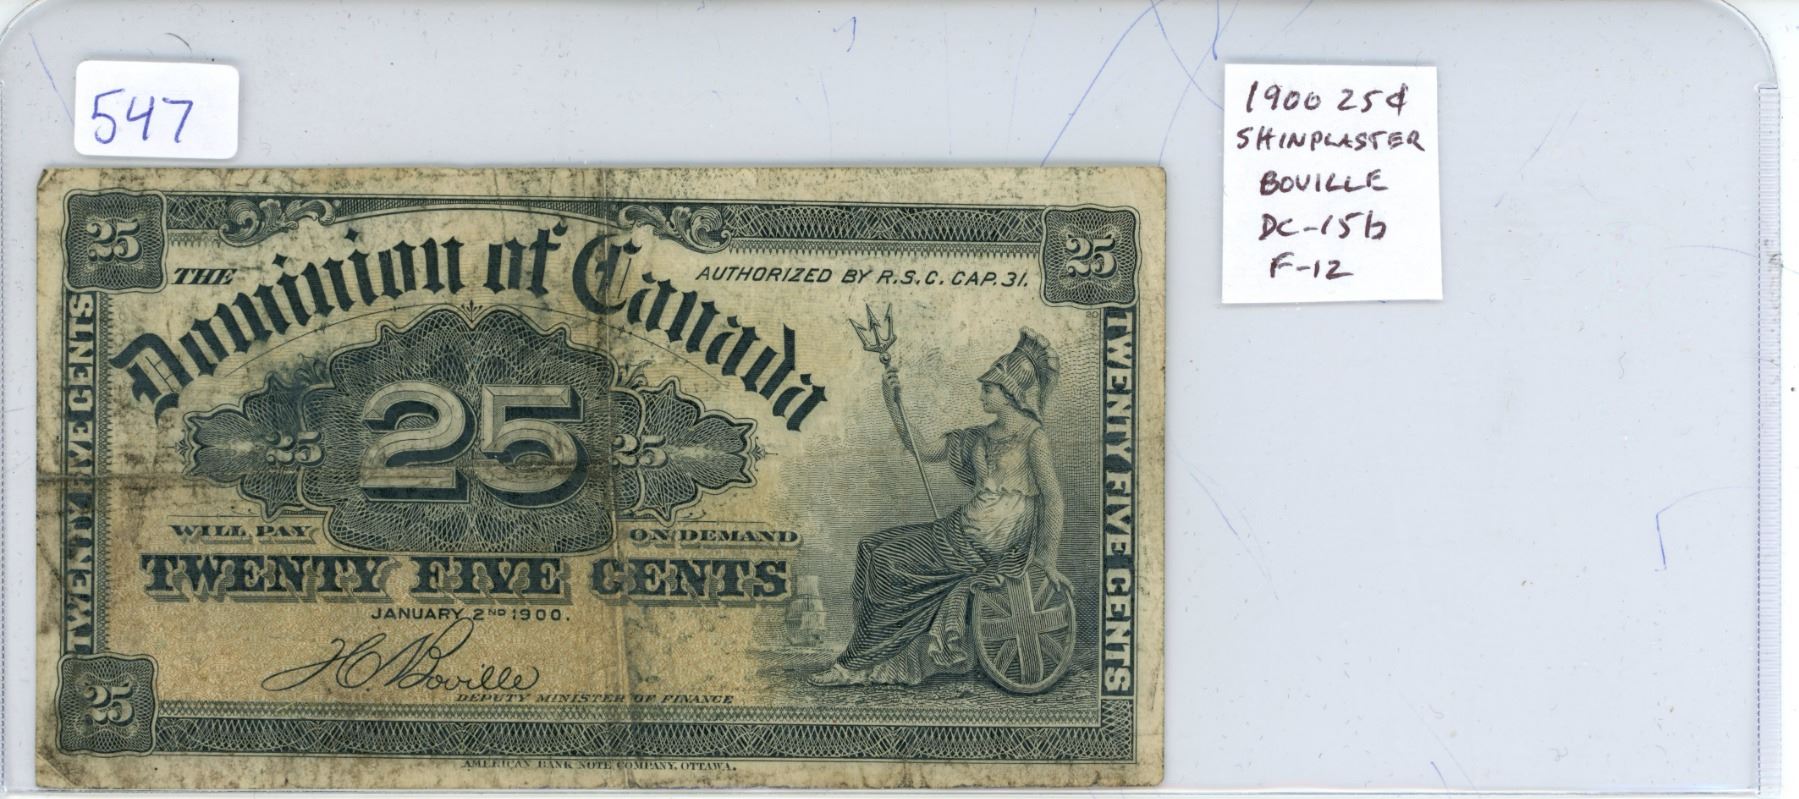 547
1900 25¢
SHINPLASTER
BOVILLE
DC-15b
F-12
25
25
THE
Dominion of Canada
AUTHORIZED BY R.S.C. CAP. 31.
TWENTY FIVE CENTS
TWENTY FIVE CENTS
25
25
25
WILL PAY
ON DEMAND
TWENTY FIVE CENTS
JANUARY 2ND 1900.
H C Boville
DEPUTY MINISTER OF FINANCE
25
AMERICAN BANK NOTE COMPANY, OTTAWA.